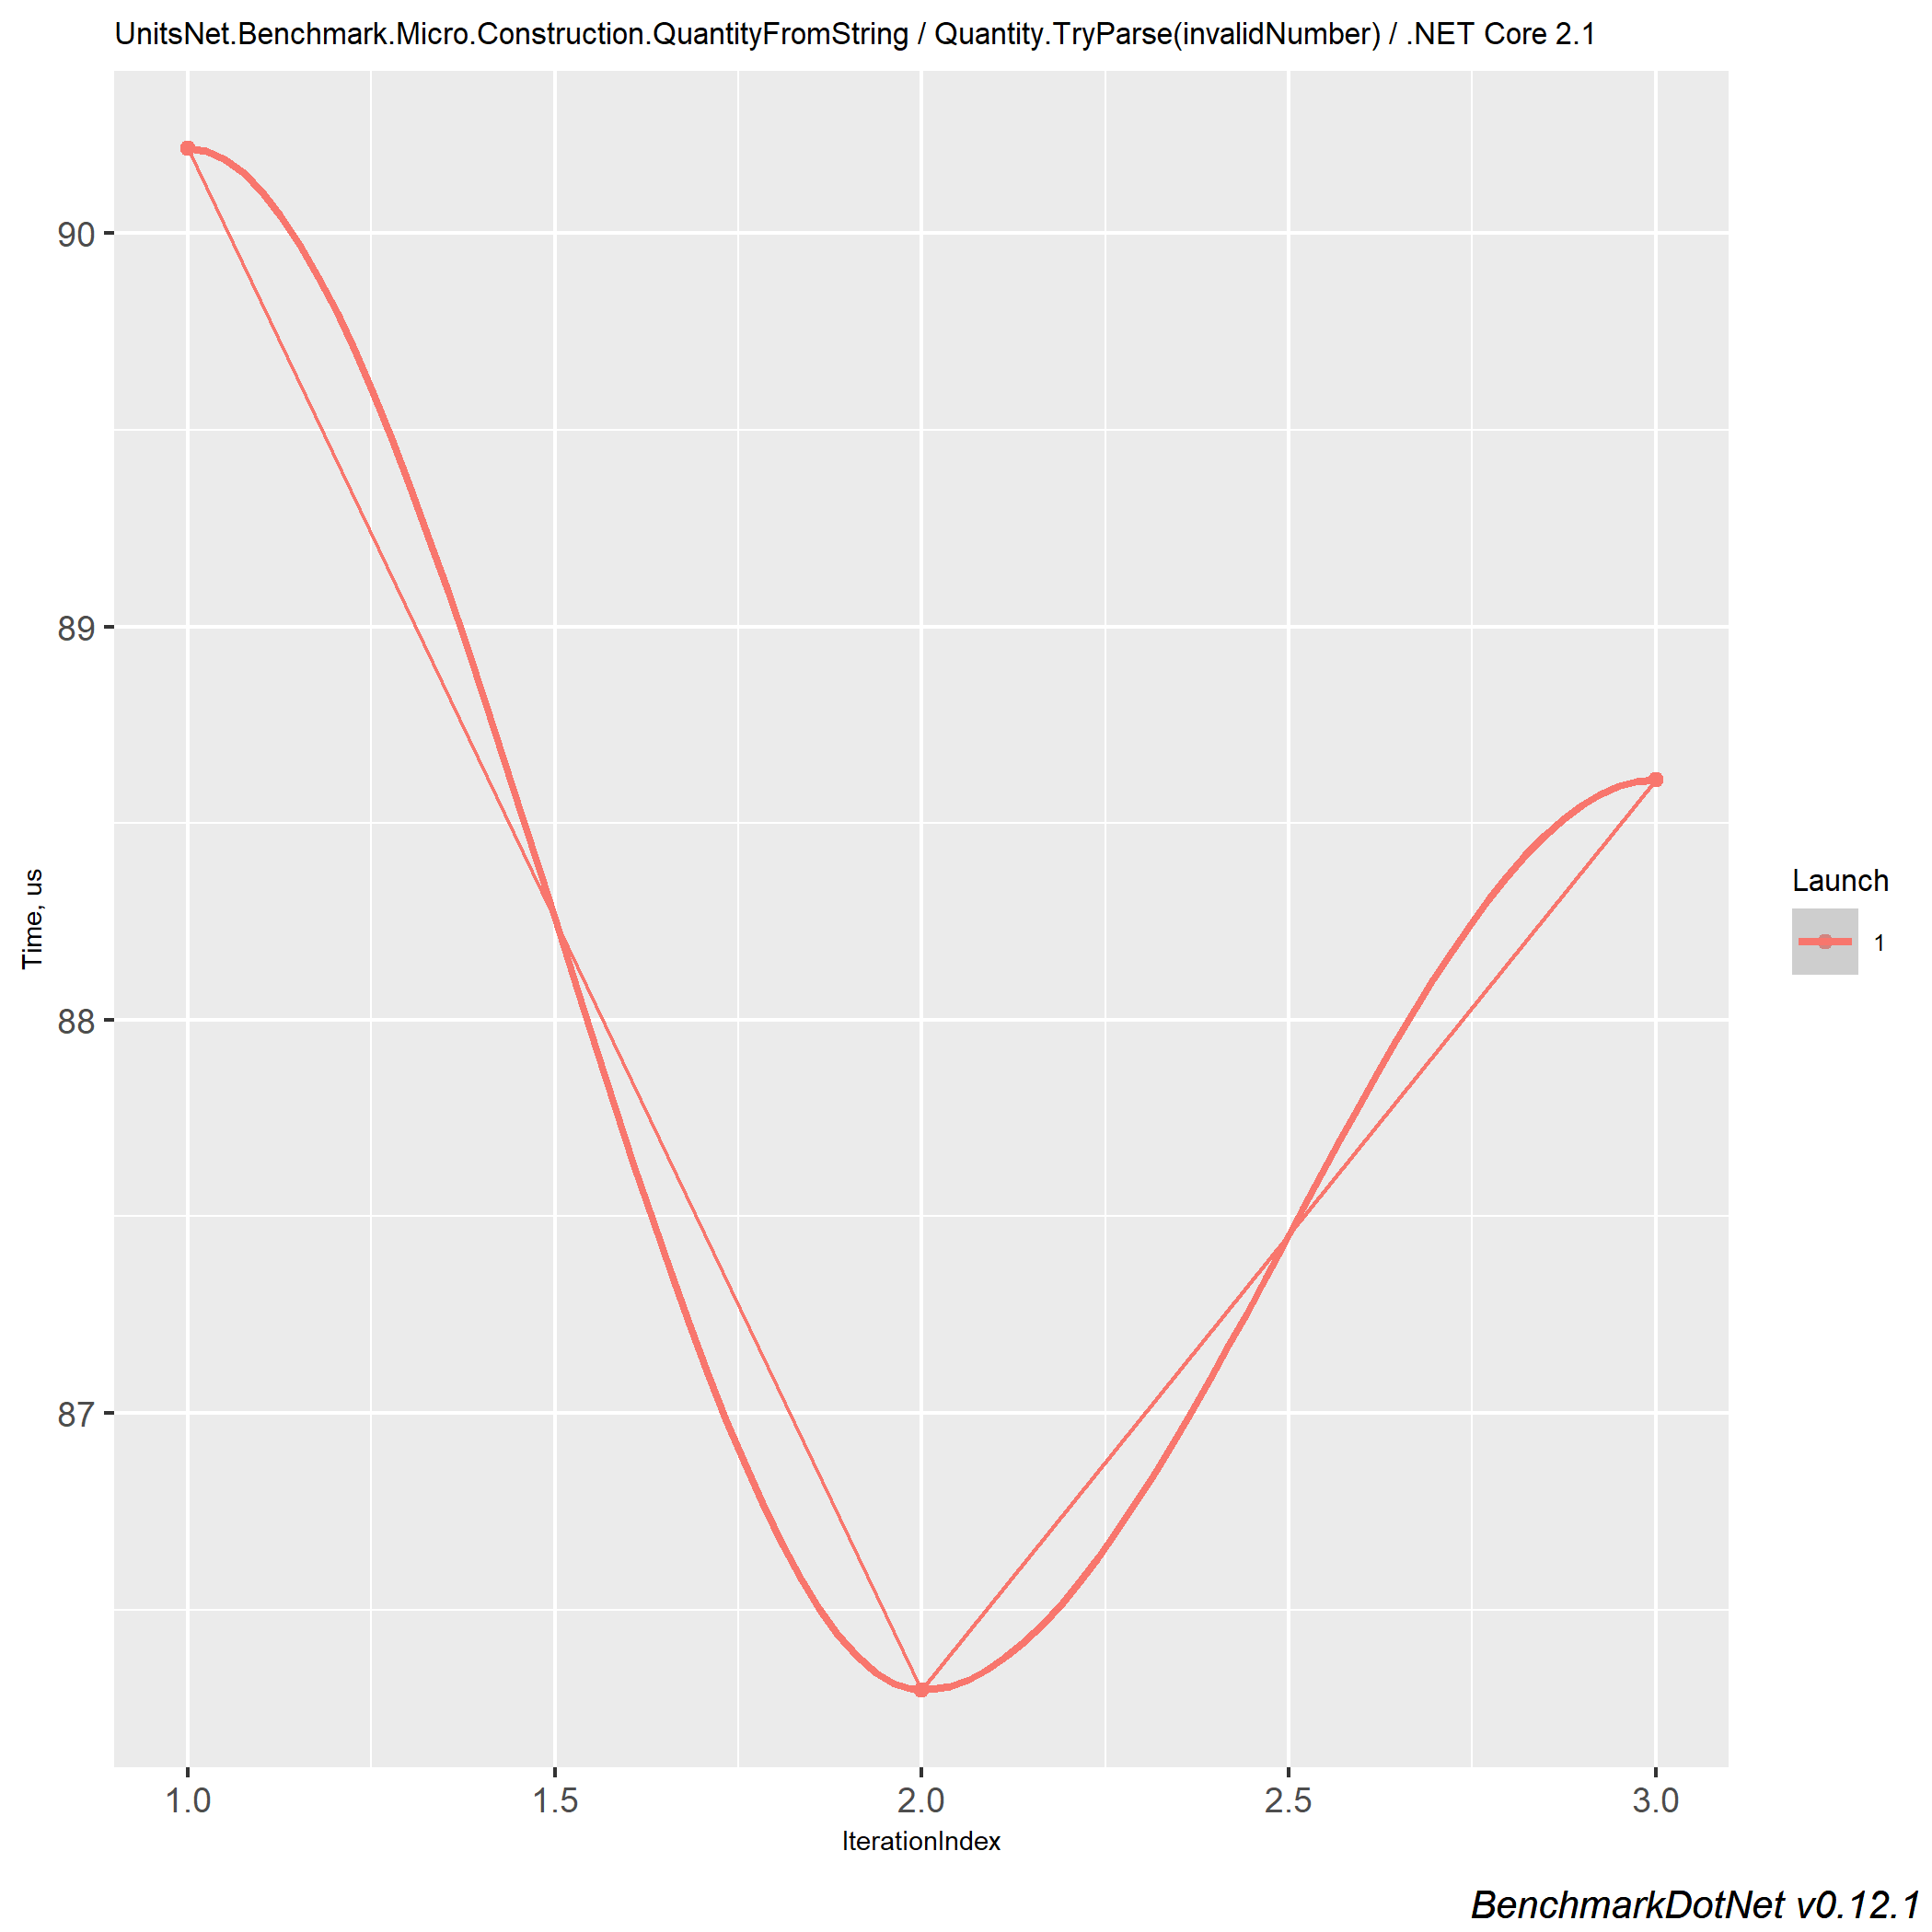 UnitsNet.Benchmark.Micro.Construction.QuantityFromString / Quantity.TryParse(invalidNumber) / .NET Core 2.1
90
89
88
87
Time, us
1.0 1.5 2.0 2.5 3.0
IterationIndex
Launch
1
BenchmarkDotNet v0.12.1